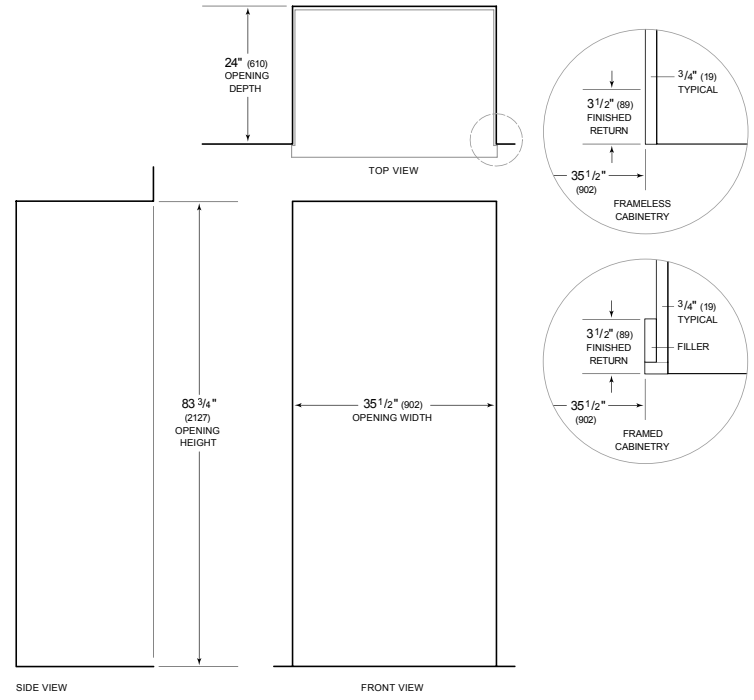 24" (610)
OPENING
DEPTH
TOP VIEW
3 1/2" (89)
FINISHED
RETURN
3/4" (19)
TYPICAL
35 1/2"
(902)
FRAMELESS
CABINETRY
3 1/2" (89)
FINISHED
RETURN
3/4" (19)
TYPICAL
FILLER
35 1/2"
(902)
FRAMED
CABINETRY
83 3/4"
(2127)
OPENING
HEIGHT
35 1/2" (902)
OPENING WIDTH
SIDE VIEW
FRONT VIEW